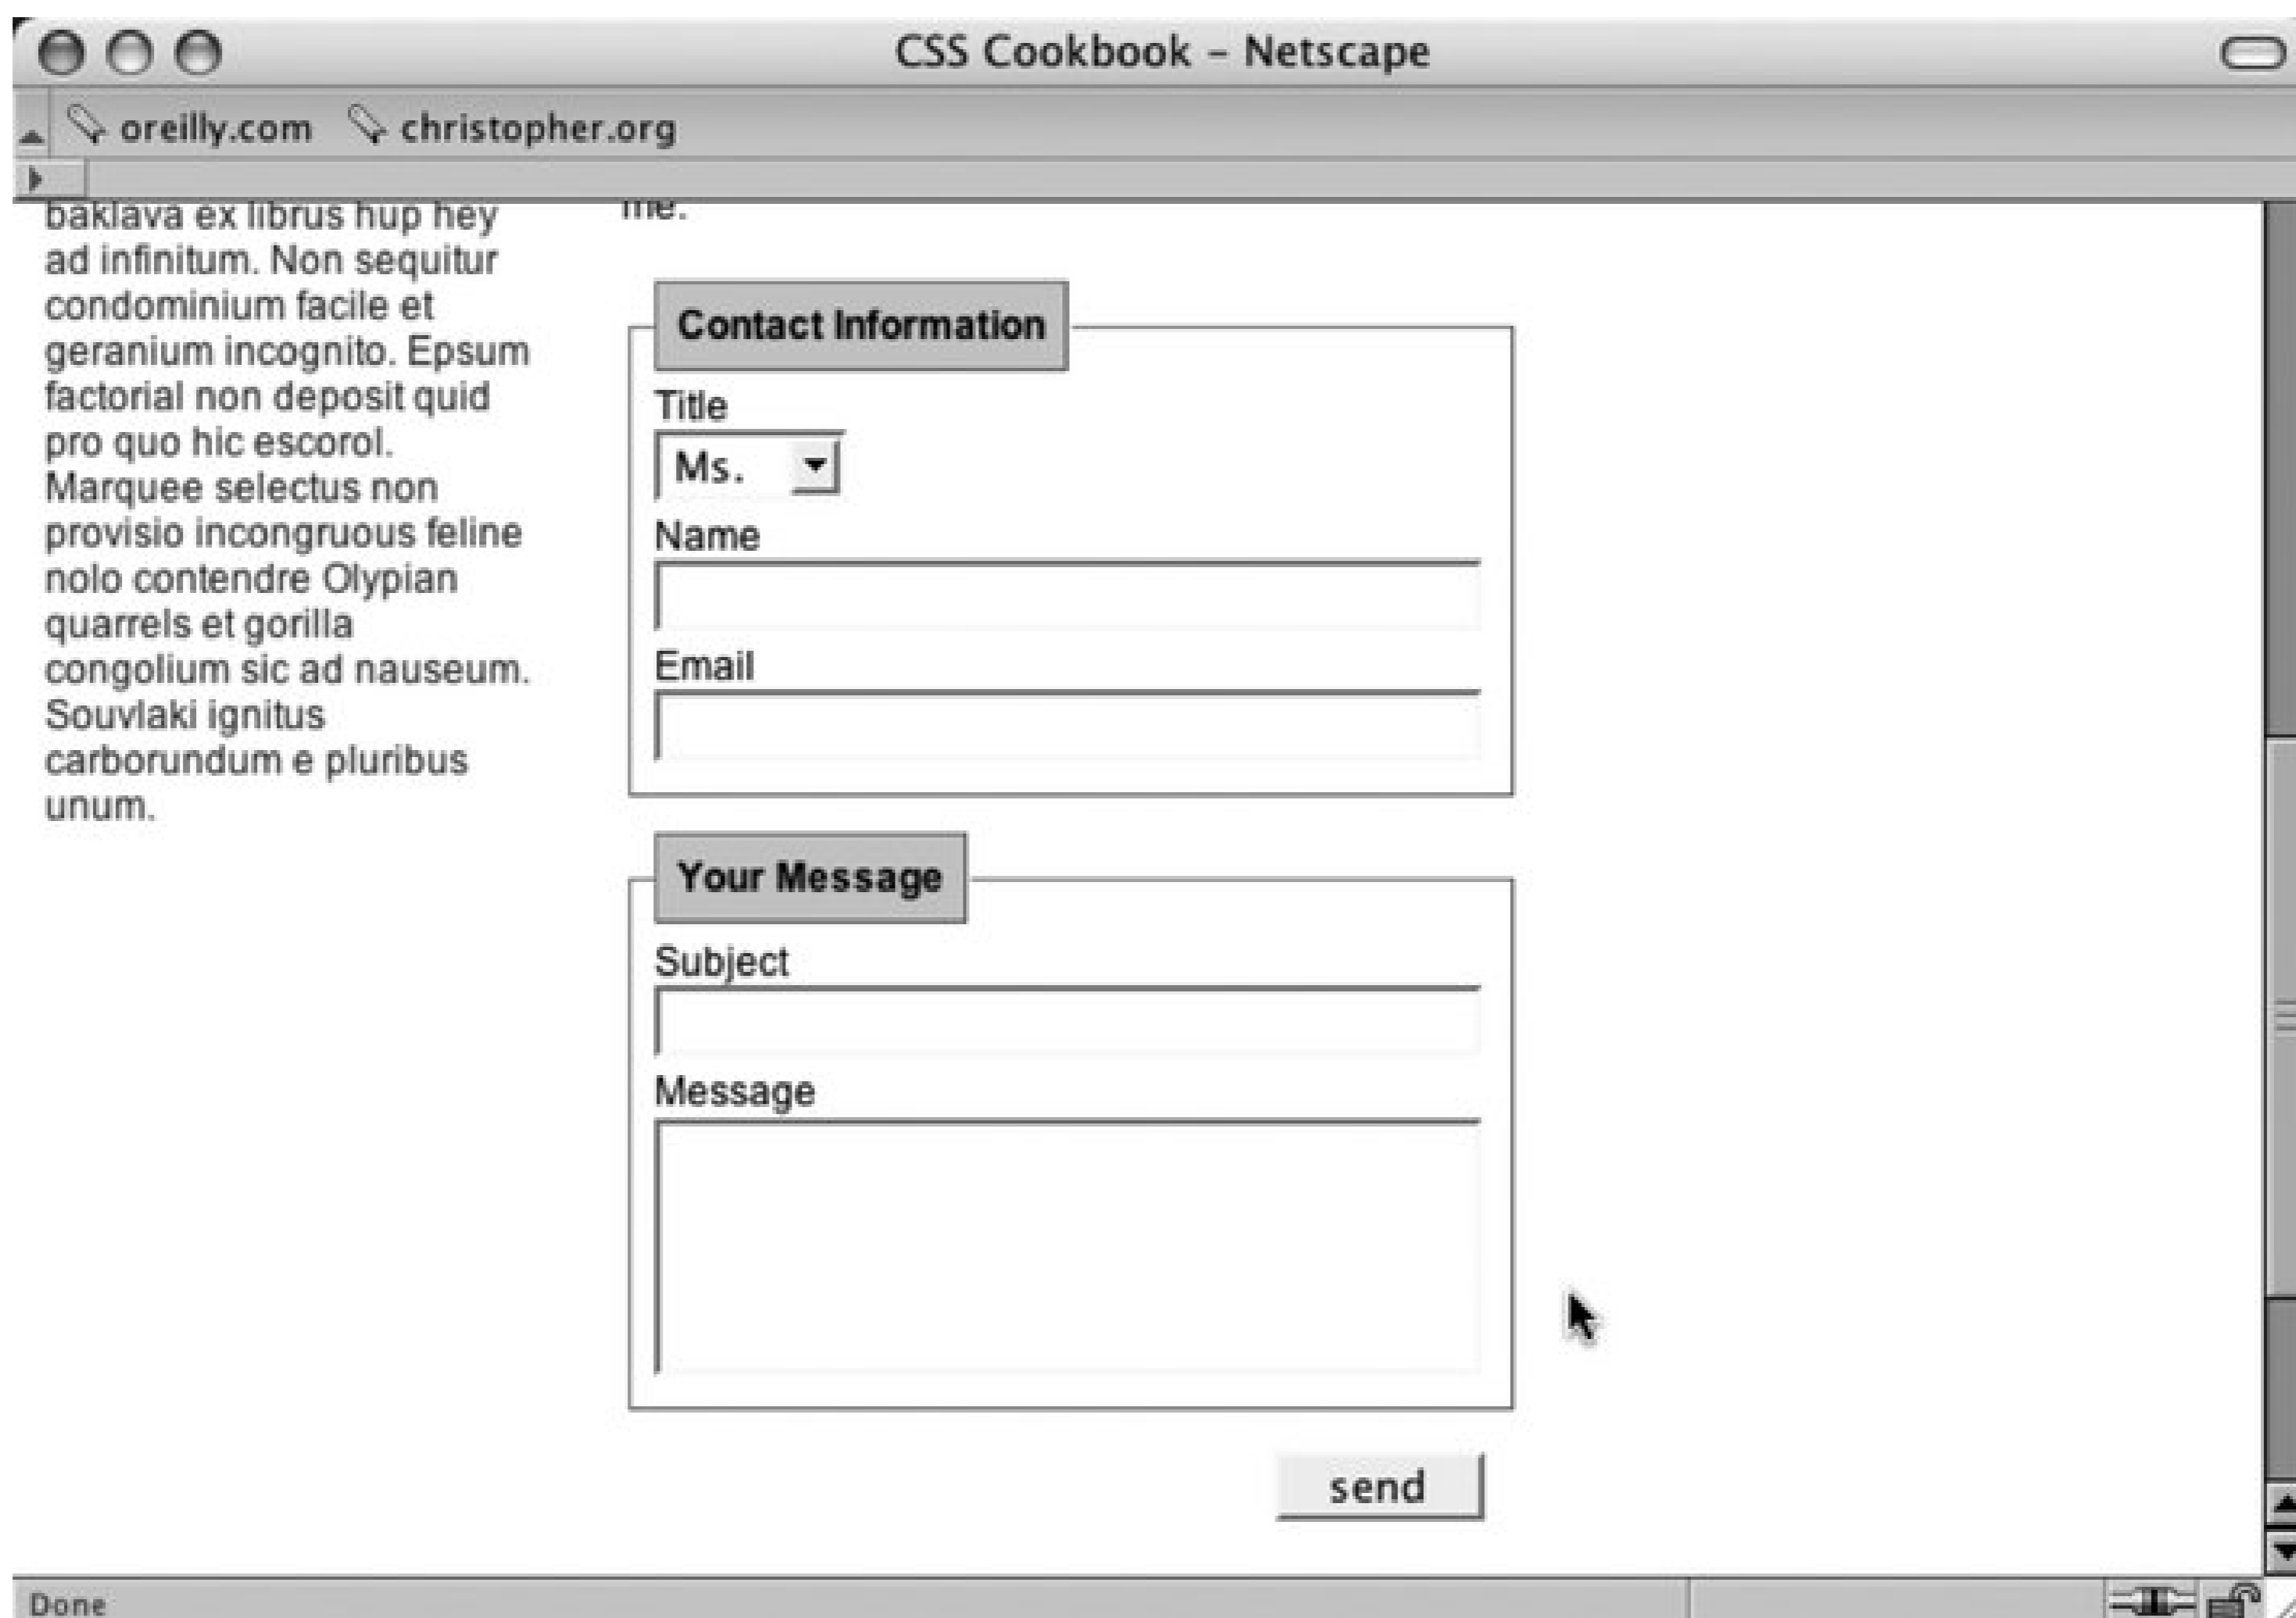 CSS Cookbook – Netscape
oreilly.com christopher.org
baklava ex librus hup hey
ad infinitum. Non sequitur
condominium facile et
geranium incognito. Epsum
factorial non deposit quid
pro quo hic escorol.
Marquee selectus non
provisio incongruous feline
nolo contendre Olypian
quarrels et gorilla
congolium sic ad nauseum.
Souvlaki ignitus
carborundum e pluribus
unum.
me.
Contact Information
Title
Ms.
Name
Email
Your Message
Subject
Message
send
Done